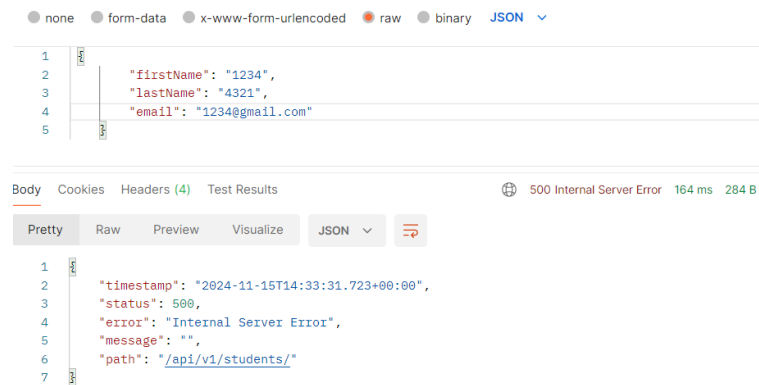 none form-data x-www-form-urlencoded raw binary JSON
1 {
2 "firstName": "1234",
3 "lastName": "4321",
4 "email": "1234@gmail.com"
5 }
Body Cookies Headers (4) Test Results 500 Internal Server Error 164 ms 284 B
Pretty Raw Preview Visualize JSON
1 {
2 "timestamp": "2024-11-15T14:33:31.723+00:00",
3 "status": 500,
4 "error": "Internal Server Error",
5 "message": "",
6 "path": "/api/v1/students/"
7 }